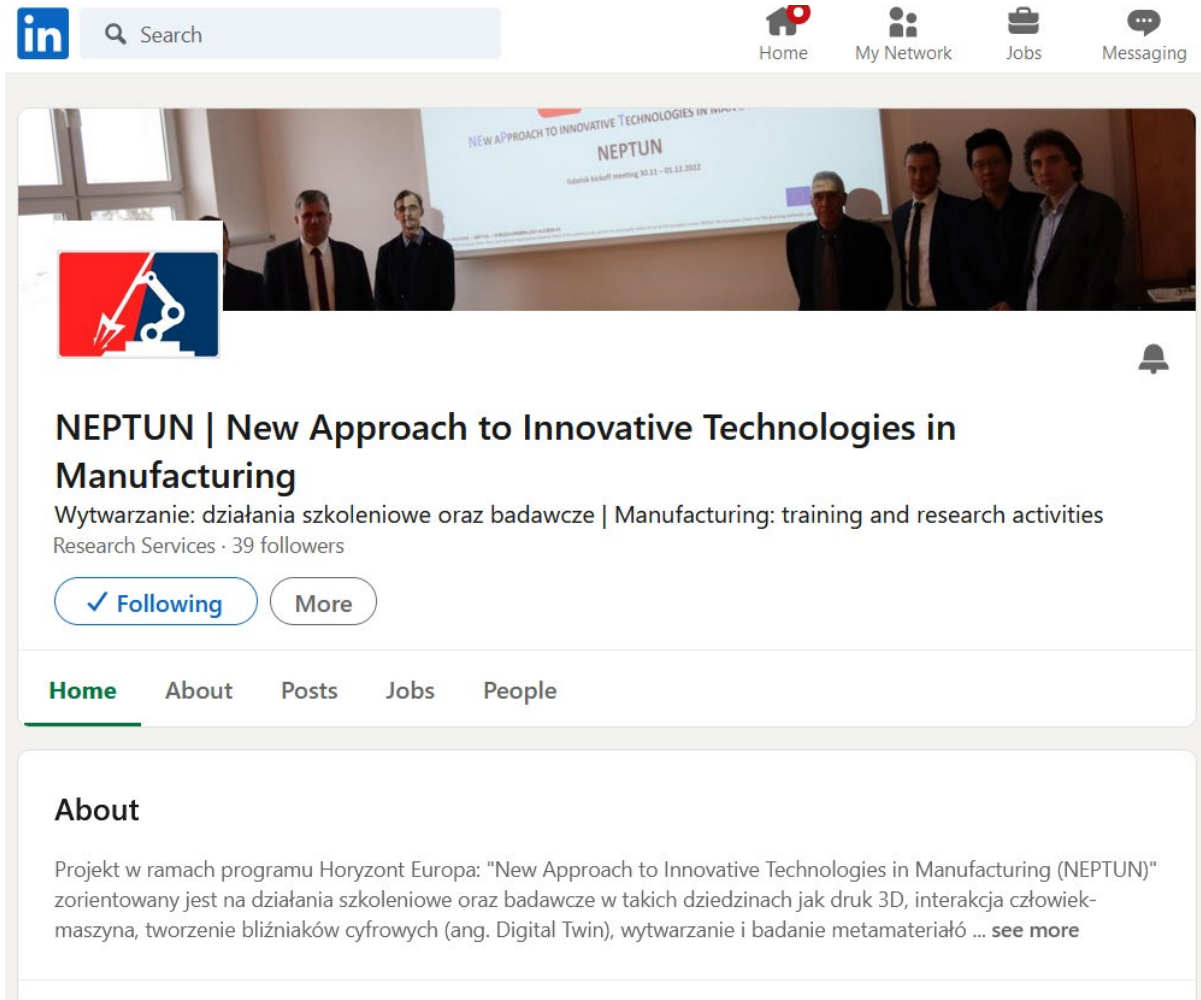 in
Search
Home
My Network
Jobs
Messaging
NEw aPproach to innovative Technologies in
NEPTUN
Gdańsk kickoff meeting 30.11 – 01.12.2022
NEPTUN | New Approach to Innovative Technologies in
Manufacturing
Wytwarzanie: działania szkoleniowe oraz badawcze | Manufacturing: training and research activities
Research Services · 39 followers
✓ Following
More
Home
About
Posts
Jobs
People
About
Projekt w ramach programu Horyzont Europa: "New Approach to Innovative Technologies in Manufacturing (NEPTUN)"
zorientowany jest na działania szkoleniowe oraz badawcze w takich dziedzinach jak druk 3D, interakcja człowiek-
maszyna, tworzenie bliźniaków cyfrowych (ang. Digital Twin), wytwarzanie i badanie metamateriałó ... see more